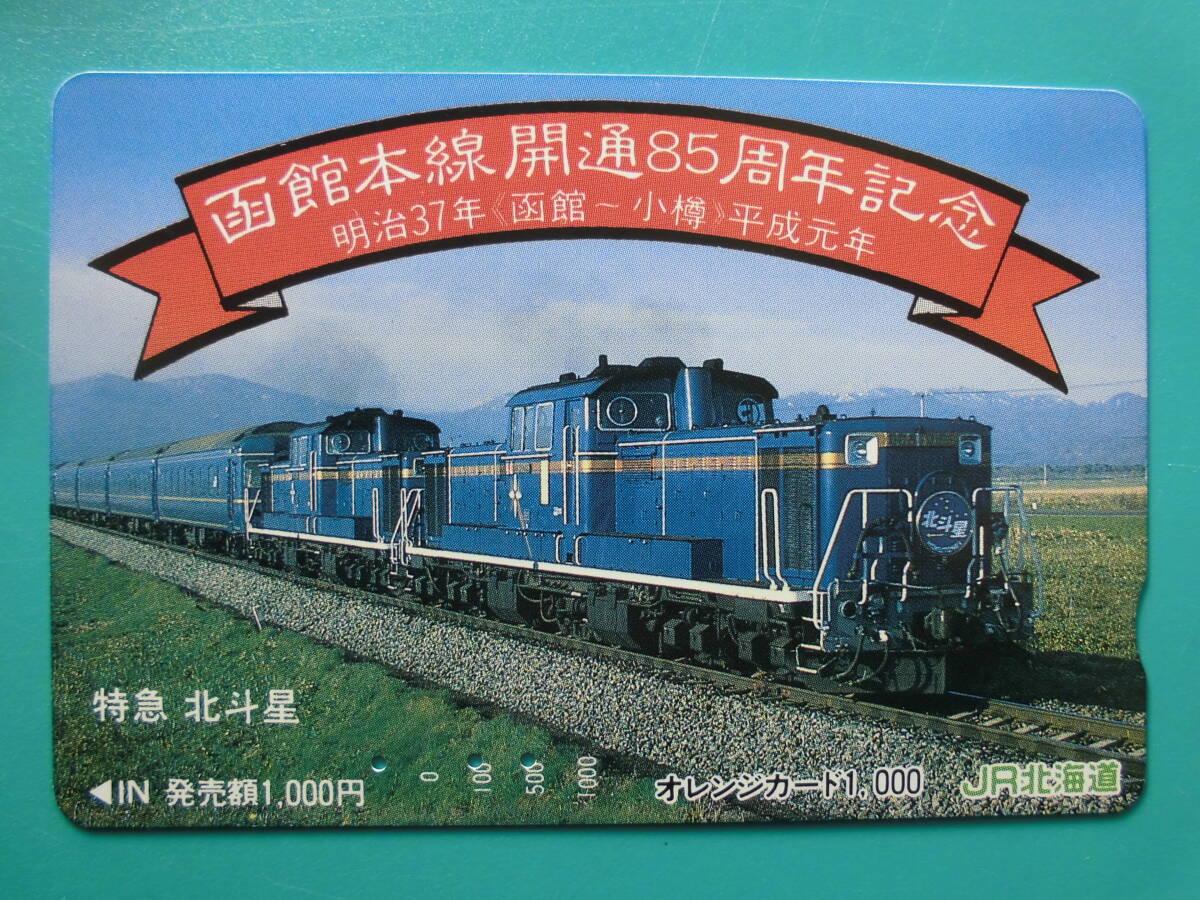 函館本線開通85周年記念
明治37年《函館～小樽》平成元年
北斗星
特急 北斗星
0 100 500 1000
◀IN 発売額1,000円
オレンジカード1,000
JR北海道